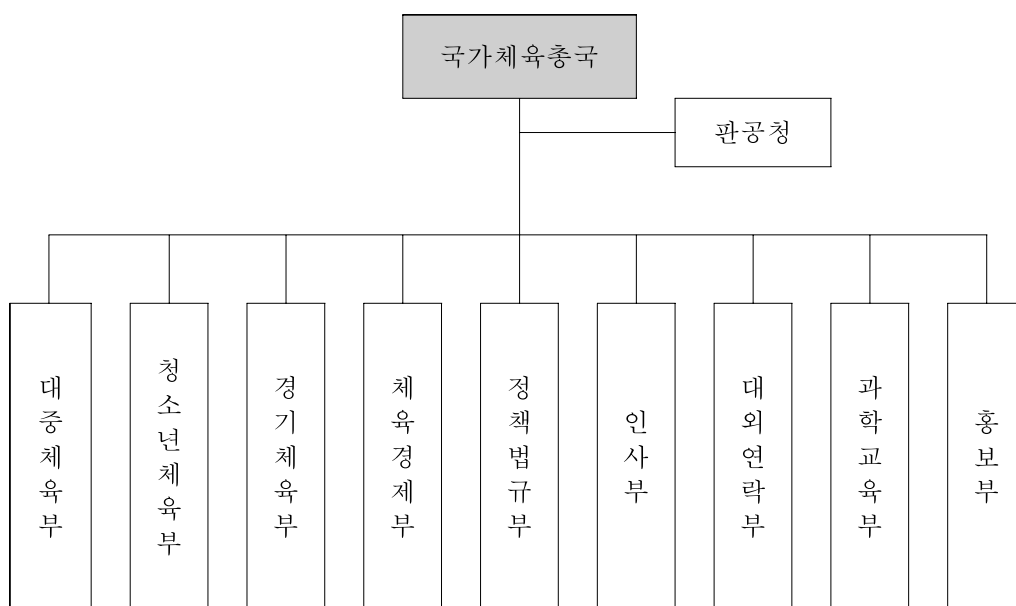 국가체육총국
판공청
대중체육부
청소년체육부
경기체육부
체육경제부
정책법규부
인사부
대외연락부
과학교육부
홍보부